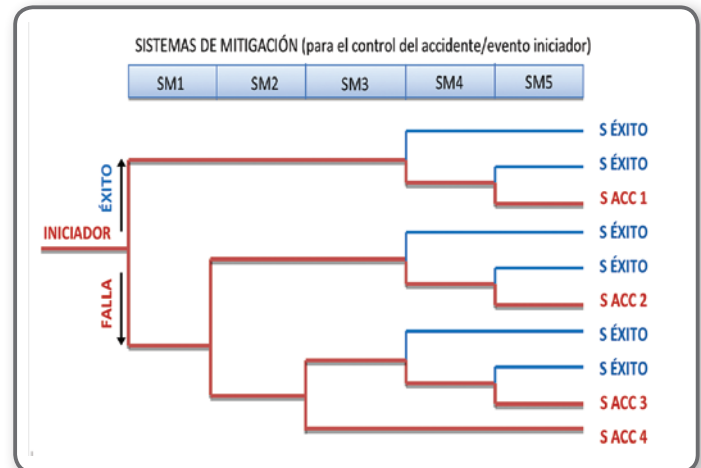 SISTEMAS DE MITIGACIÓN (para el control del accidente/evento iniciador)
SM1 SM2 SM3 SM4 SM5
S ÉXITO
S ÉXITO
ÉXITO
S ACC 1
INICIADOR
S ÉXITO
S ÉXITO
FALLA
S ACC 2
S ÉXITO
S ÉXITO
S ACC 3
S ACC 4